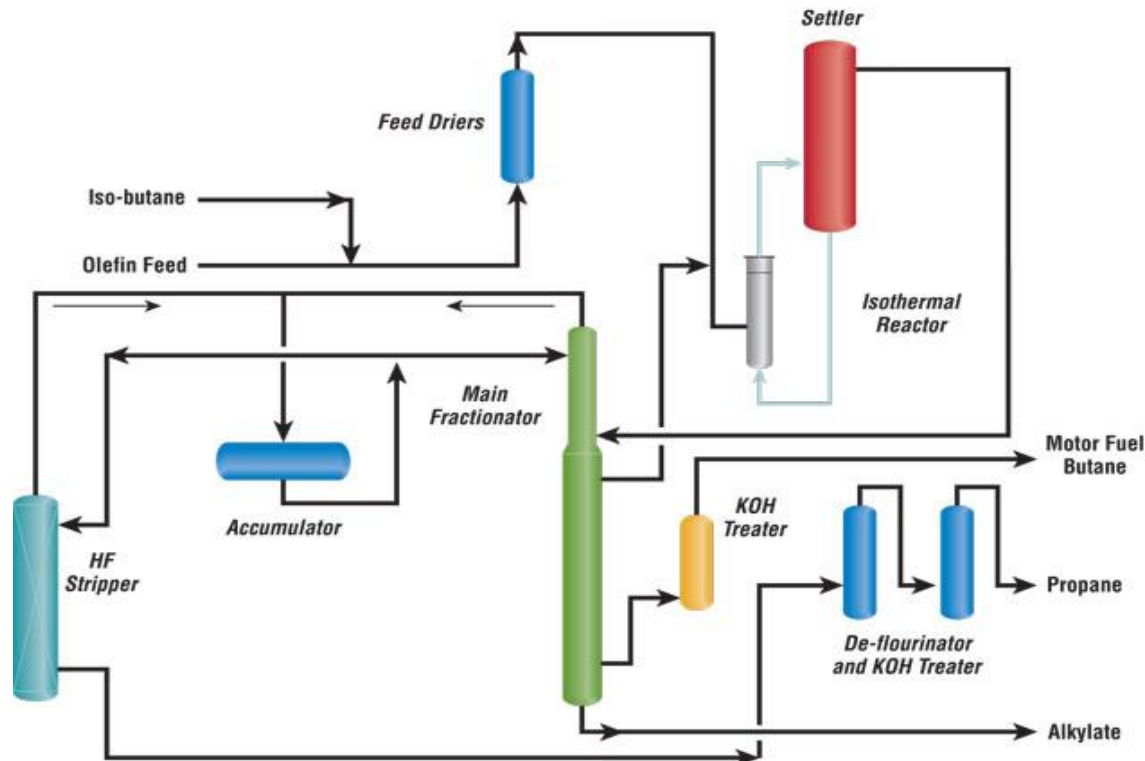 Settler
Feed Driers
Iso-butane
Olefin Feed
Isothermal
Reactor
Main
Fractionator
Motor Fuel
Butane
KOH
Treater
Accumulator
HF
Stripper
Propane
De-flourinator
and KOH Treater
Alkylate